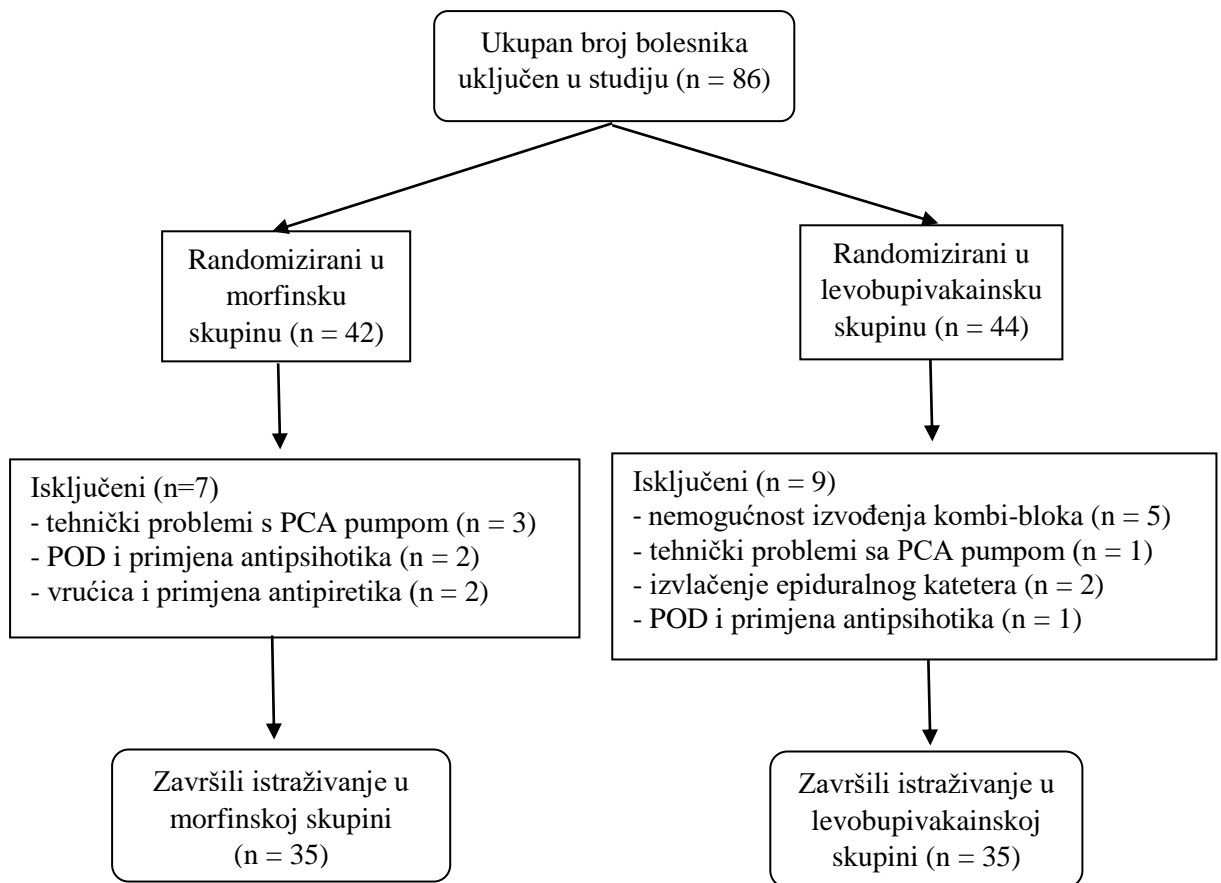 Ukupan broj bolesnika
uključen u studiju (n = 86)
Randomizirani u
morfinsku
skupinu (n = 42)
Randomizirani u
levobupivakainsku
skupinu (n = 44)
Isključeni (n=7)
- tehnički problemi s PCA pumpom (n = 3)
- POD i primjena antipsihotika (n = 2)
- vrućica i primjena antipiretika (n = 2)
Isključeni (n = 9)
- nemogućnost izvođenja kombi-bloka (n = 5)
- tehnički problemi sa PCA pumpom (n = 1)
- izvlačenje epiduralnog katetera (n = 2)
- POD i primjena antipsihotika (n = 1)
Završili istraživanje u
morfinskoj skupini
(n = 35)
Završili istraživanje u
levobupivakainskoj
skupini (n = 35)